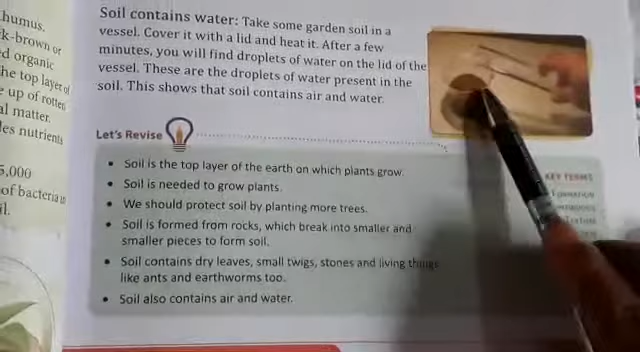 humus.
k-brown or
d organic
he top layer of
e up of rotten
al matter.
les nutrients
5,000
of bacteria
il.
Soil contains water: Take some garden soil in a
vessel. Cover it with a lid and heat it. After a few
minutes, you will find droplets of water on the lid of the
vessel. These are the droplets of water present in the
soil. This shows that soil contains air and water.
Let's Revise
• Soil is the top layer of the earth on which plants grow.
• Soil is needed to grow plants.
• We should protect soil by planting more trees.
• Soil is formed from rocks, which break into smaller and
smaller pieces to form soil.
• Soil contains dry leaves, small twigs, stones and living things
like ants and earthworms too.
• Soil also contains air and water.
KEY TERMS